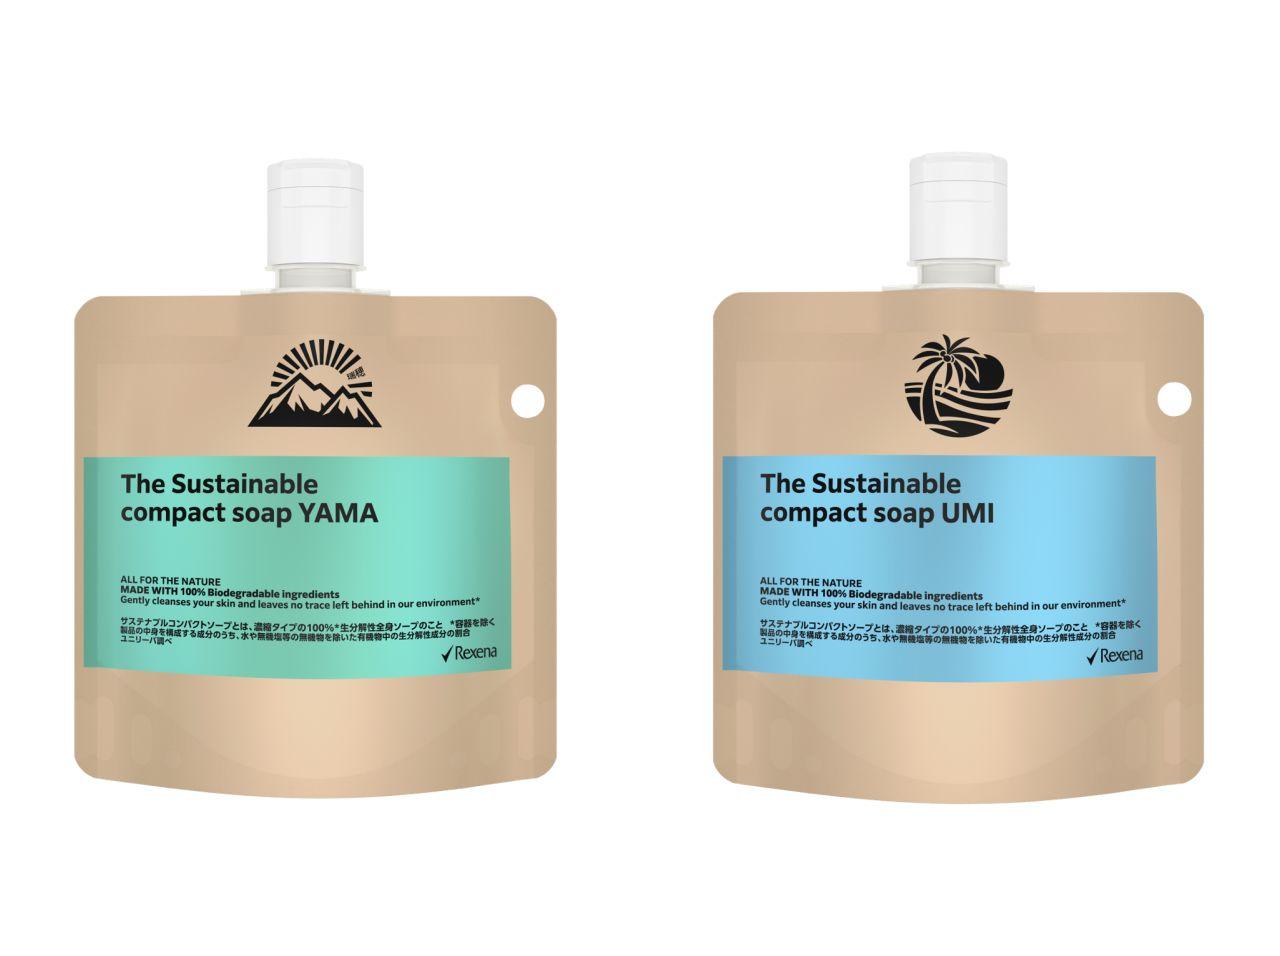 瑞穂
The Sustainable
compact soap YAMA
ALL FOR THE NATURE
MADE WITH 100% Biodegradable ingredients
Gently cleanses your skin and leaves no trace left behind in our environment*
サステナブルコンパクトソープとは、濃縮タイプの100%*生分解性全身ソープのこと *容器を除く
製品の中身を構成する成分のうち、水や無機塩等の無機物を除いた有機物中の生分解性成分の割合
ユニリーバ調べ
Rexena
The Sustainable
compact soap UMI
ALL FOR THE NATURE
MADE WITH 100% Biodegradable ingredients
Gently cleanses your skin and leaves no trace left behind in our environment*
サステナブルコンパクトソープとは、濃縮タイプの100%*生分解性全身ソープのこと *容器を除く
製品の中身を構成する成分のうち、水や無機塩等の無機物を除いた有機物中の生分解性成分の割合
ユニリーバ調べ
Rexena